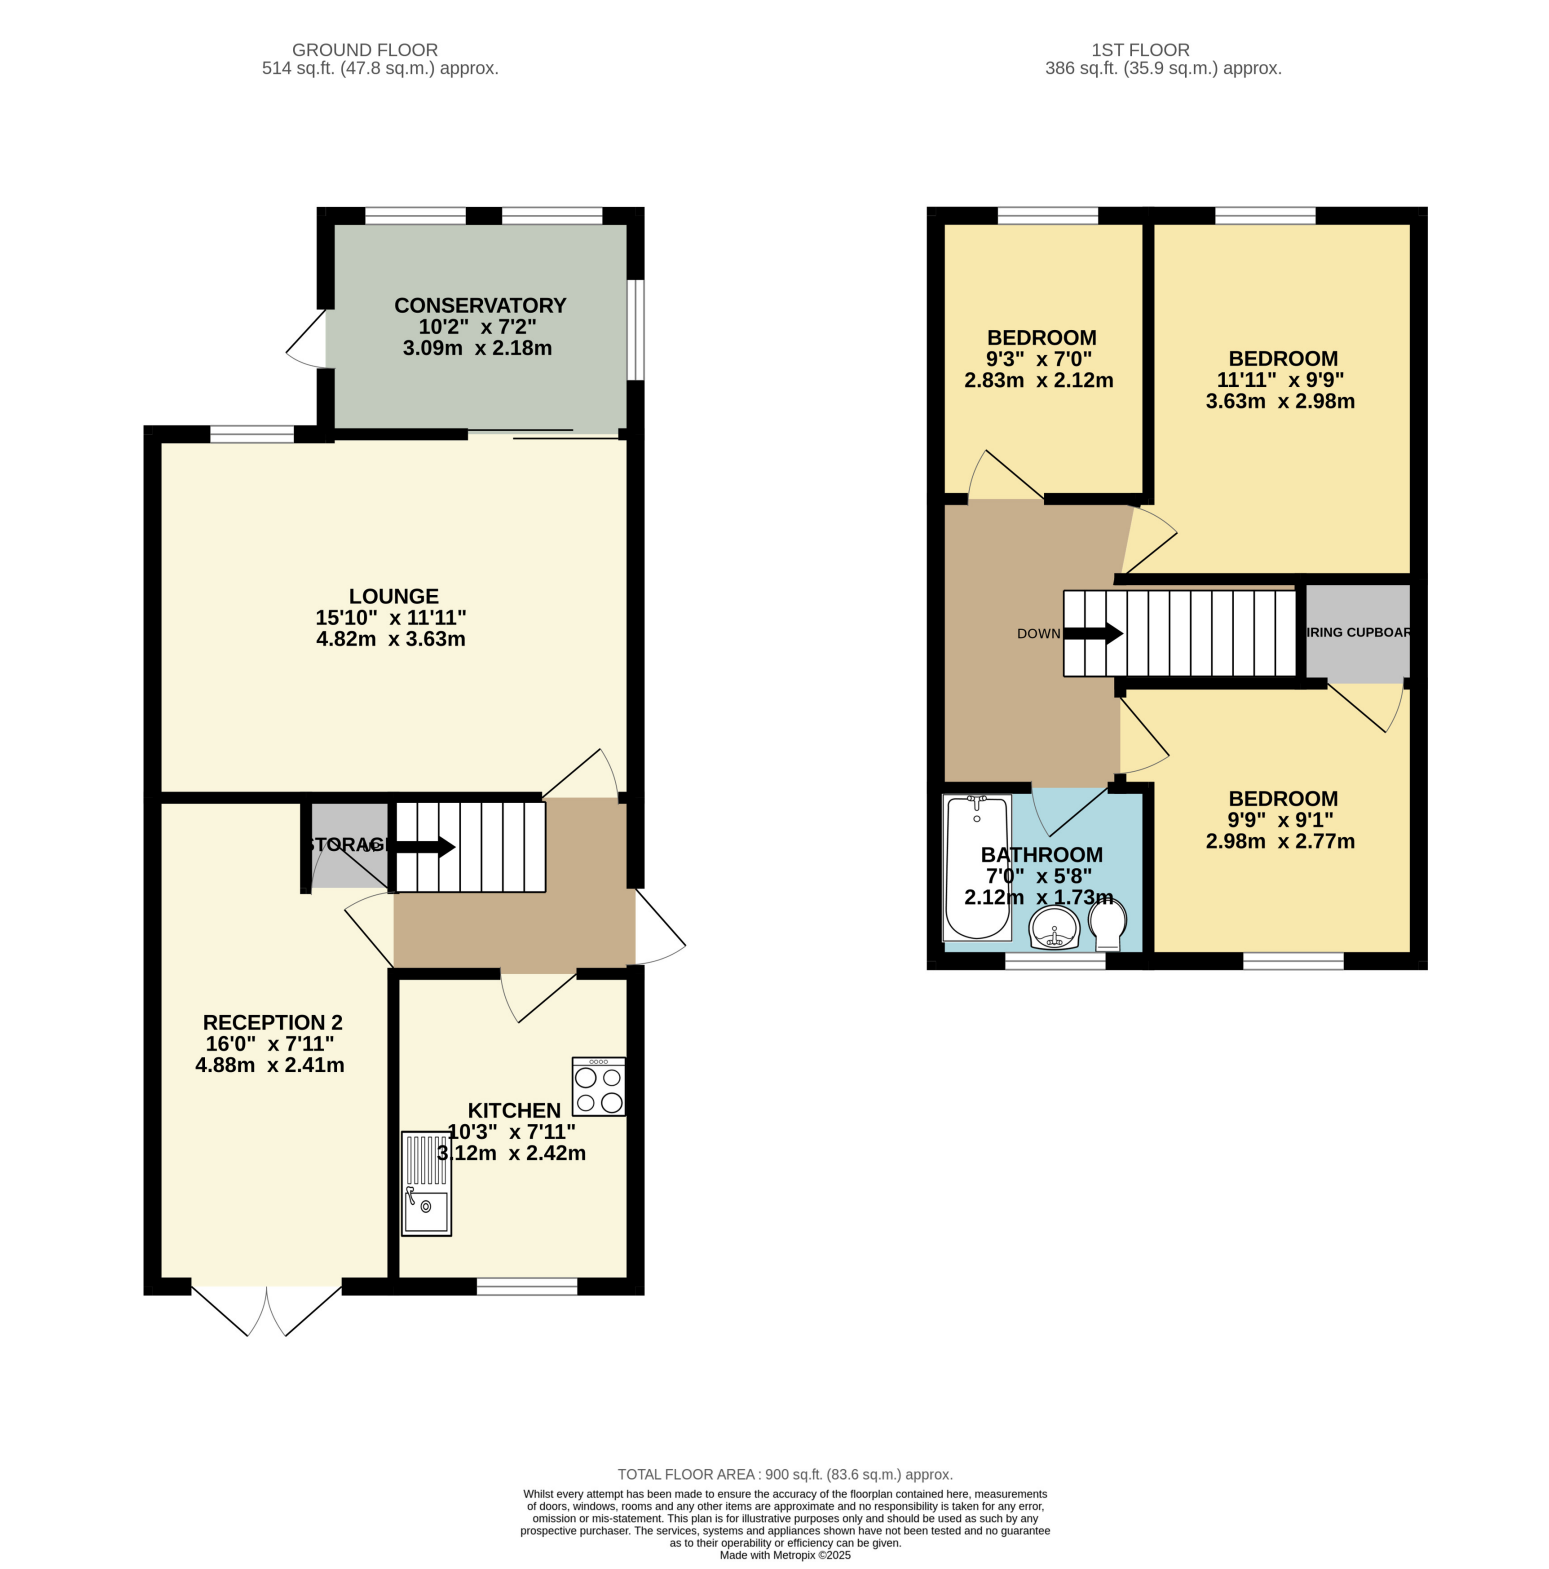 GROUND FLOOR
514 sq.ft. (47.8 sq.m.) approx.
1ST FLOOR
386 sq.ft. (35.9 sq.m.) approx.
CONSERVATORY
10'2" x 7'2"
3.09m x 2.18m
LOUNGE
15'10" x 11'11"
4.82m x 3.63m
STORAGE
UP
RECEPTION 2
16'0" x 7'11"
4.88m x 2.41m
KITCHEN
10'3" x 7'11"
3.12m x 2.42m
BEDROOM
9'3" x 7'0"
2.83m x 2.12m
BEDROOM
11'11" x 9'9"
3.63m x 2.98m
DOWN
IRING CUPBOAR
BEDROOM
9'9" x 9'1"
2.98m x 2.77m
BATHROOM
7'0" x 5'8"
2.12m x 1.73m
TOTAL FLOOR AREA : 900 sq.ft. (83.6 sq.m.) approx.
Whilst every attempt has been made to ensure the accuracy of the floorplan contained here, measurements
of doors, windows, rooms and any other items are approximate and no responsibility is taken for any error,
omission or mis-statement. This plan is for illustrative purposes only and should be used as such by any
prospective purchaser. The services, systems and appliances shown have not been tested and no guarantee
as to their operability or efficiency can be given.
Made with Metropix ©2025